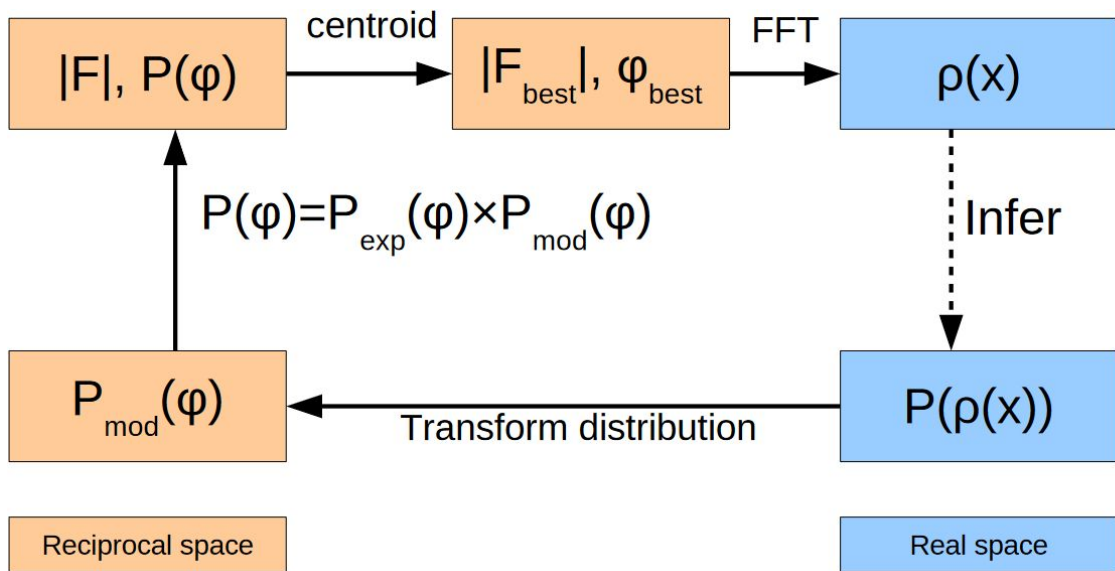 centroid
FFT
|F|, P(φ)
|F_best|, φ_best
ρ(x)
P(φ)=P_exp(φ)×P_mod(φ)
Infer
P_mod(φ)
Transform distribution
P(ρ(x))
Reciprocal space
Real space